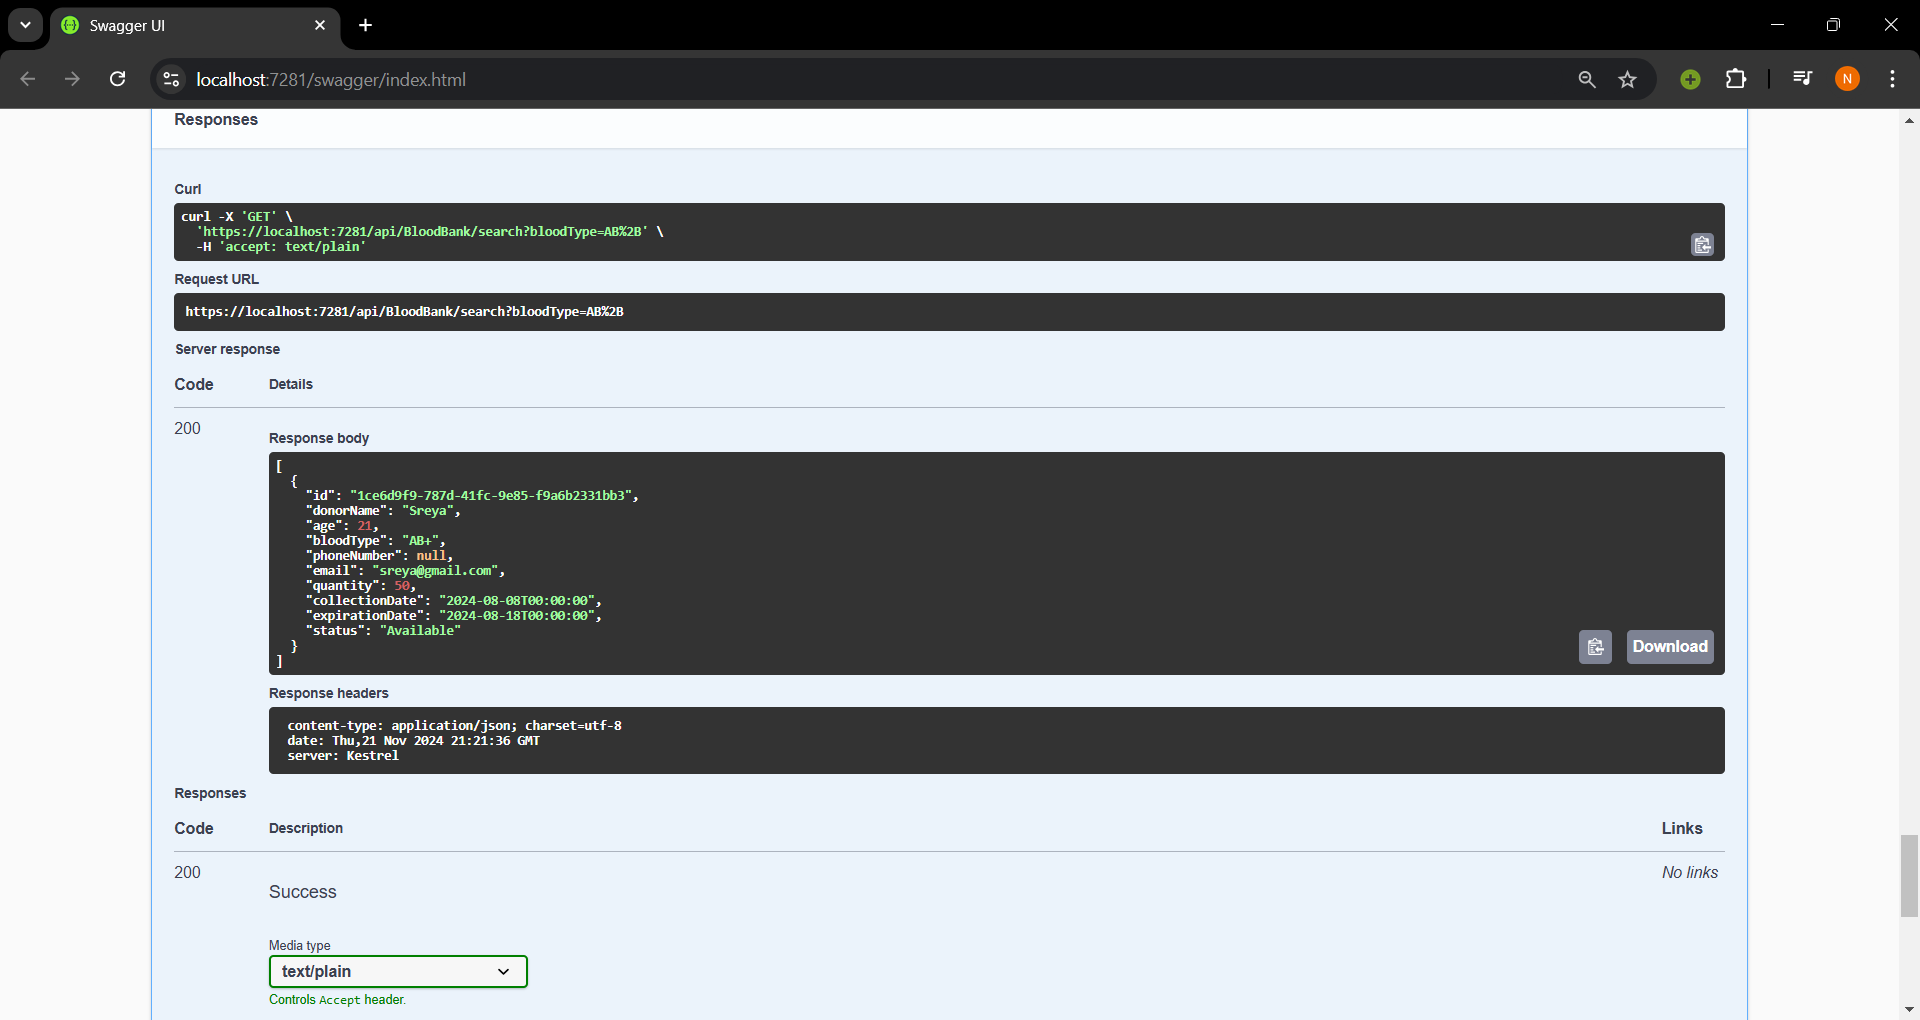 Swagger UI
localhost:7281/swagger/index.html
N
Responses
Curl
curl -X 'GET' \
'https://localhost:7281/api/BloodBank/search?bloodType=AB%2B' \
-H 'accept: text/plain'
Request URL
https://localhost:7281/api/BloodBank/search?bloodType=AB%2B
Server response
Code Details
200
Response body
[
{
"id": "1ce6d9f9-787d-41fc-9e85-f9a6b2331bb3",
"donorName": "Sreya",
"age": 21,
"bloodType": "AB+",
"phoneNumber": null,
"email": "sreya@gmail.com",
"quantity": 50,
"collectionDate": "2024-08-08T00:00:00",
"expirationDate": "2024-08-18T00:00:00",
"status": "Available"
}
]
Download
Response headers
content-type: application/json; charset=utf-8
date: Thu,21 Nov 2024 21:21:36 GMT
server: Kestrel
Responses
Code Description Links
200 No links
Success
Media type
text/plain
Controls Accept header.